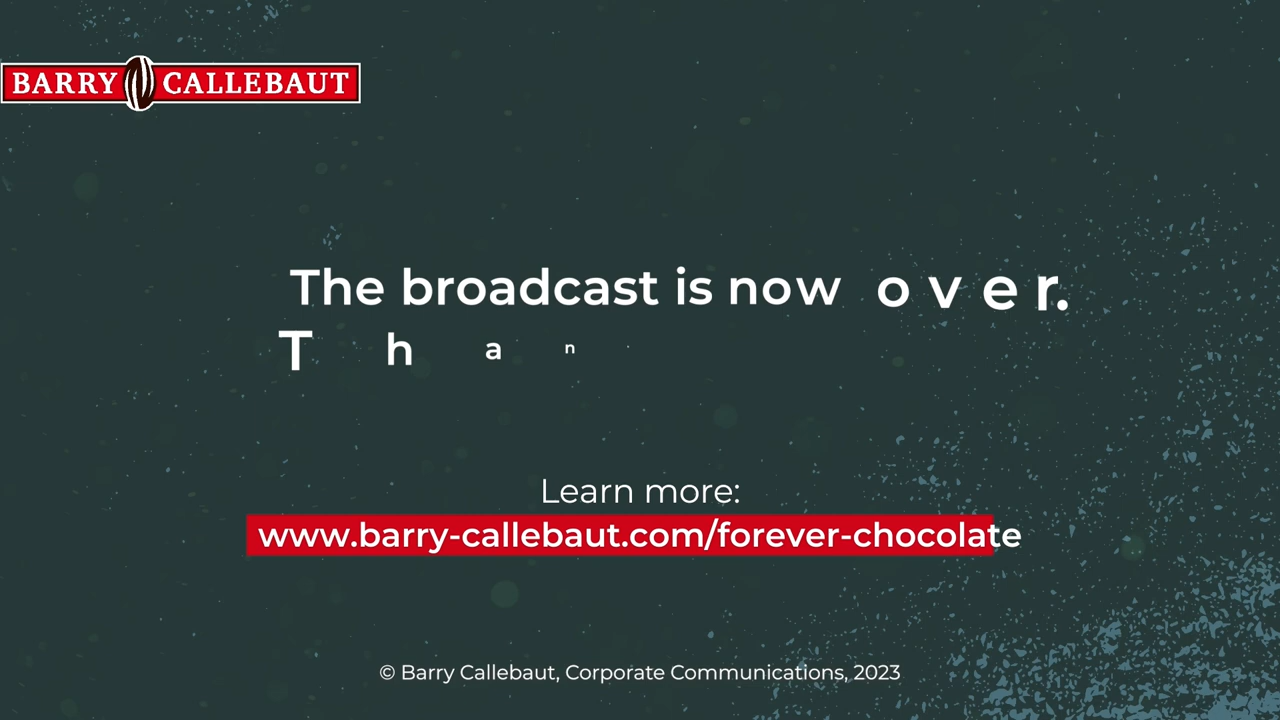 BARRY CALLEBAUT
The broadcast is now over.
Than
Learn more:
www.barry-callebaut.com/forever-chocolate
© Barry Callebaut, Corporate Communications, 2023